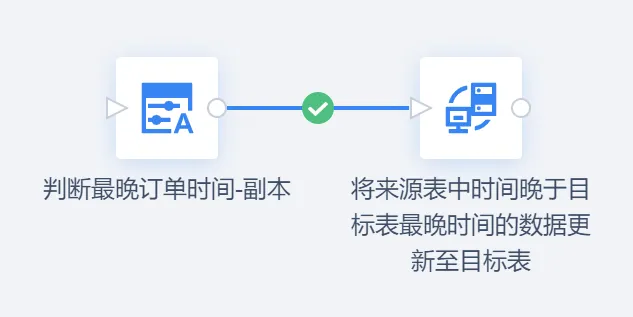 判断最晚订单时间-副本
将来源表中时间晚于目
标表最晚时间的数据更
新至目标表